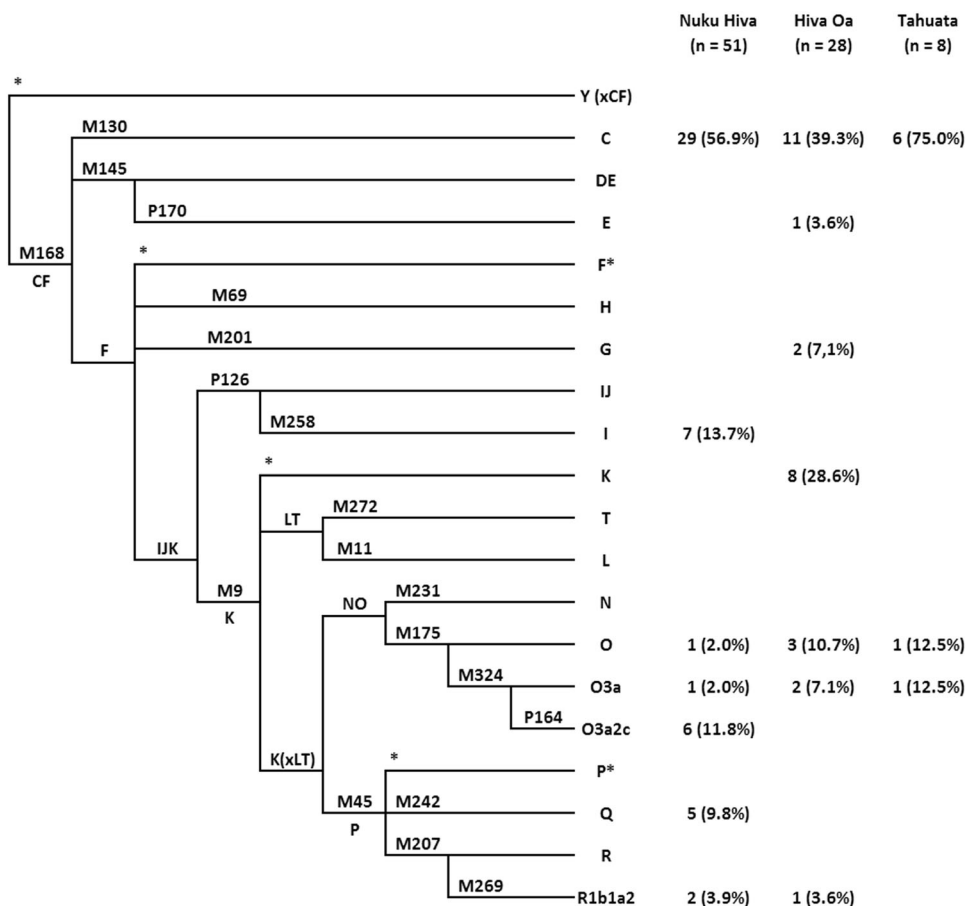 Nuku Hiva Hiva Oa Tahuata
(n = 51) (n = 28) (n = 8)
*
Y (xCF)
M130
C 29 (56.9%) 11 (39.3%) 6 (75.0%)
M145
DE
P170
E 1 (3.6%)
M168
CF
*
F*
M69
H
M201
F
G 2 (7,1%)
P126
IJ
M258
I 7 (13.7%)
*
K 8 (28.6%)
M272
LT
T
M11
IJK
L
M9
K
M231
NO
N
M175
O 1 (2.0%) 3 (10.7%) 1 (12.5%)
M324
O3a 1 (2.0%) 2 (7.1%) 1 (12.5%)
P164
O3a2c 6 (11.8%)
K(xLT)
*
P*
M45
P
M242
Q 5 (9.8%)
M207
R
M269
R1b1a2 2 (3.9%) 1 (3.6%)